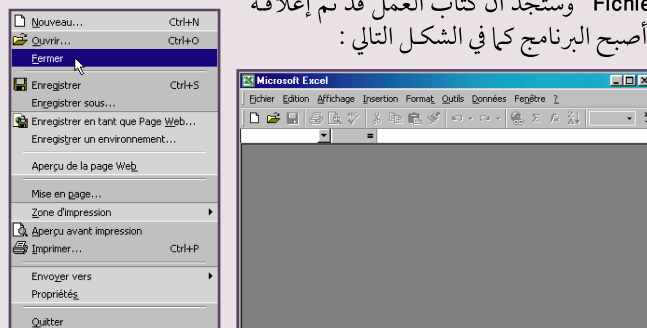 Fichie" وستجد أن كتاب العمل قد تم إغلاقه
أصبح البرنامج كما في الشكل التالي :
Nouveau... Ctrl+N
Ouvrir... Ctrl+O
Fermer
Enregistrer Ctrl+S
Enregistrer sous...
Enregistrer en tant que Page Web...
Enregistrer un environnement...
Aperçu de la page Web
Mise en page...
Zone d'impression
Aperçu avant impression
Imprimer... Ctrl+P
Envoyer vers
Propriétés
Quitter
Microsoft Excel
Fichier Edition Affichage Insertion Format Outils Données Fenêtre ?
=